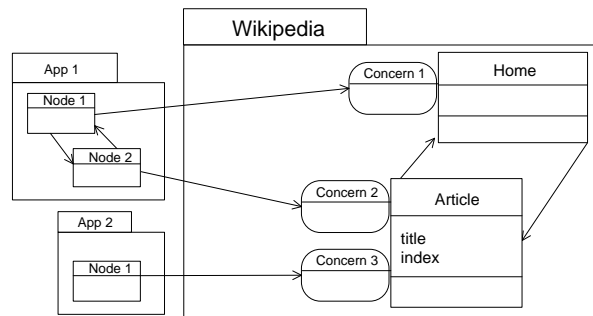 Wikipedia
App 1
Node 1
Node 2
Concern 1
Home
Concern 2
Article
title
index
App 2
Node 1
Concern 3